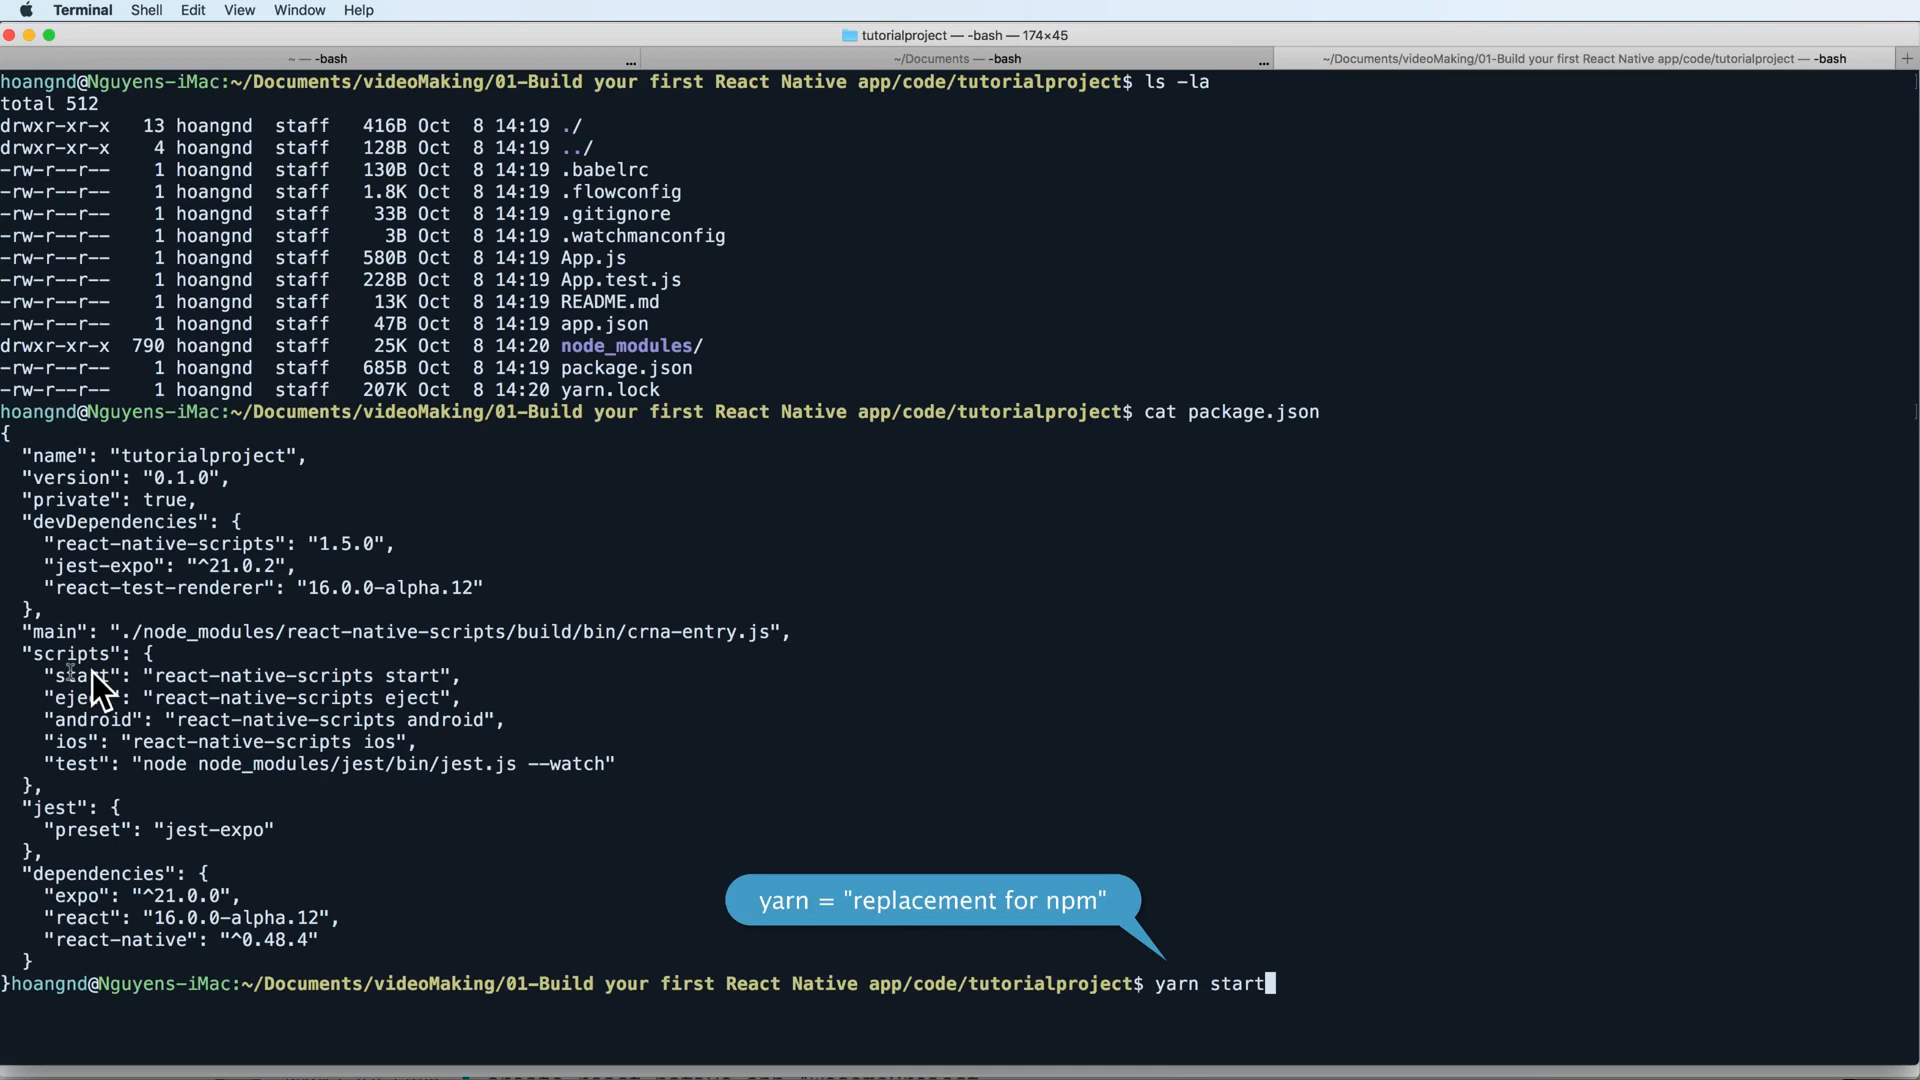 Terminal Shell Edit View Window Help
tutorialproject — -bash — 174×45
~ — -bash ... ~/Documents — -bash ... ~/Documents/videoMaking/01-Build your first React Native app/code/tutorialproject — -bash +
hoangnd@Nguyens-iMac:~/Documents/videoMaking/01-Build your first React Native app/code/tutorialproject$ ls -la
total 512
drwxr-xr-x   13 hoangnd  staff   416B Oct  8 14:19 ./
drwxr-xr-x    4 hoangnd  staff   128B Oct  8 14:19 ../
-rw-r--r--    1 hoangnd  staff   130B Oct  8 14:19 .babelrc
-rw-r--r--    1 hoangnd  staff   1.8K Oct  8 14:19 .flowconfig
-rw-r--r--    1 hoangnd  staff    33B Oct  8 14:19 .gitignore
-rw-r--r--    1 hoangnd  staff     3B Oct  8 14:19 .watchmanconfig
-rw-r--r--    1 hoangnd  staff   580B Oct  8 14:19 App.js
-rw-r--r--    1 hoangnd  staff   228B Oct  8 14:19 App.test.js
-rw-r--r--    1 hoangnd  staff    13K Oct  8 14:19 README.md
-rw-r--r--    1 hoangnd  staff    47B Oct  8 14:19 app.json
drwxr-xr-x  790 hoangnd  staff    25K Oct  8 14:20 node_modules/
-rw-r--r--    1 hoangnd  staff   685B Oct  8 14:19 package.json
-rw-r--r--    1 hoangnd  staff   207K Oct  8 14:20 yarn.lock
hoangnd@Nguyens-iMac:~/Documents/videoMaking/01-Build your first React Native app/code/tutorialproject$ cat package.json
{
  "name": "tutorialproject",
  "version": "0.1.0",
  "private": true,
  "devDependencies": {
    "react-native-scripts": "1.5.0",
    "jest-expo": "^21.0.2",
    "react-test-renderer": "16.0.0-alpha.12"
  },
  "main": "./node_modules/react-native-scripts/build/bin/crna-entry.js",
  "scripts": {
    "start": "react-native-scripts start",
    "eject": "react-native-scripts eject",
    "android": "react-native-scripts android",
    "ios": "react-native-scripts ios",
    "test": "node node_modules/jest/bin/jest.js --watch"
  },
  "jest": {
    "preset": "jest-expo"
  },
  "dependencies": {
    "expo": "^21.0.0",
    "react": "16.0.0-alpha.12",
    "react-native": "^0.48.4"
  }
yarn = "replacement for npm"
}hoangnd@Nguyens-iMac:~/Documents/videoMaking/01-Build your first React Native app/code/tutorialproject$ yarn start